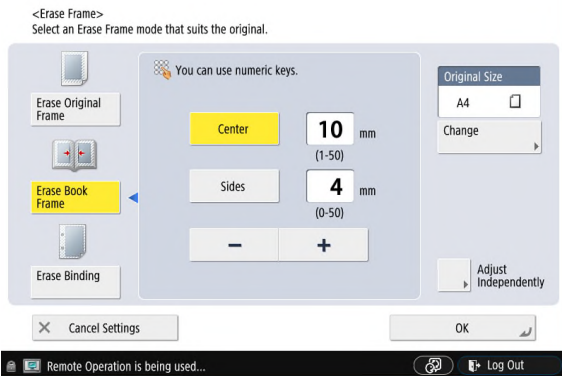 <Erase Frame>
Select an Erase Frame mode that suits the original.
You can use numeric keys.
Original Size
A4
Change
Erase Original
Frame
Center
10 mm
(1-50)
Erase Book
Frame
Sides
4 mm
(0-50)
− +
Erase Binding
Adjust
Independently
Cancel Settings
OK
Remote Operation is being used...
Log Out